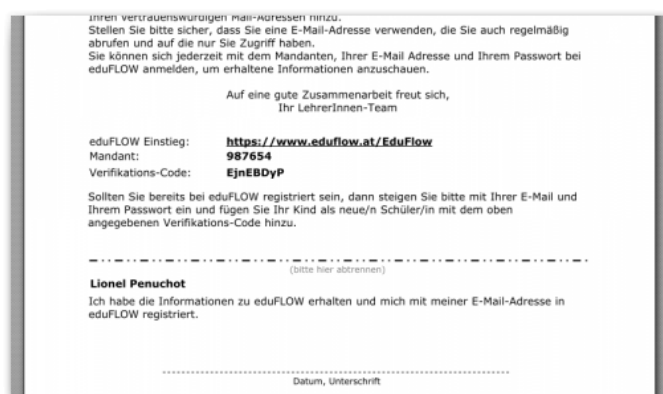 Ihren vertrauenswürdigen Mail-Adressen hinzu.
Stellen Sie bitte sicher, dass Sie eine E-Mail-Adresse verwenden, die Sie auch regelmäßig
abrufen und auf die nur Sie Zugriff haben.
Sie können sich jederzeit mit dem Mandanten, Ihrer E-Mail Adresse und Ihrem Passwort bei
eduFLOW anmelden, um erhaltene Informationen anzuschauen.
Auf eine gute Zusammenarbeit freut sich,
Ihr LehrerInnen-Team
eduFLOW Einstieg: https://www.eduflow.at/EduFlow
Mandant: 987654
Verifikations-Code: EjnEBDyP
Sollten Sie bereits bei eduFLOW registriert sein, dann steigen Sie bitte mit Ihrer E-Mail und
Ihrem Passwort ein und fügen Sie Ihr Kind als neue/n Schüler/in mit dem oben
angegebenen Verifikations-Code hinzu.
(bitte hier abtrennen)
Lionel Penuchot
Ich habe die Informationen zu eduFLOW erhalten und mich mit meiner E-Mail-Adresse in
eduFLOW registriert.
Datum, Unterschrift